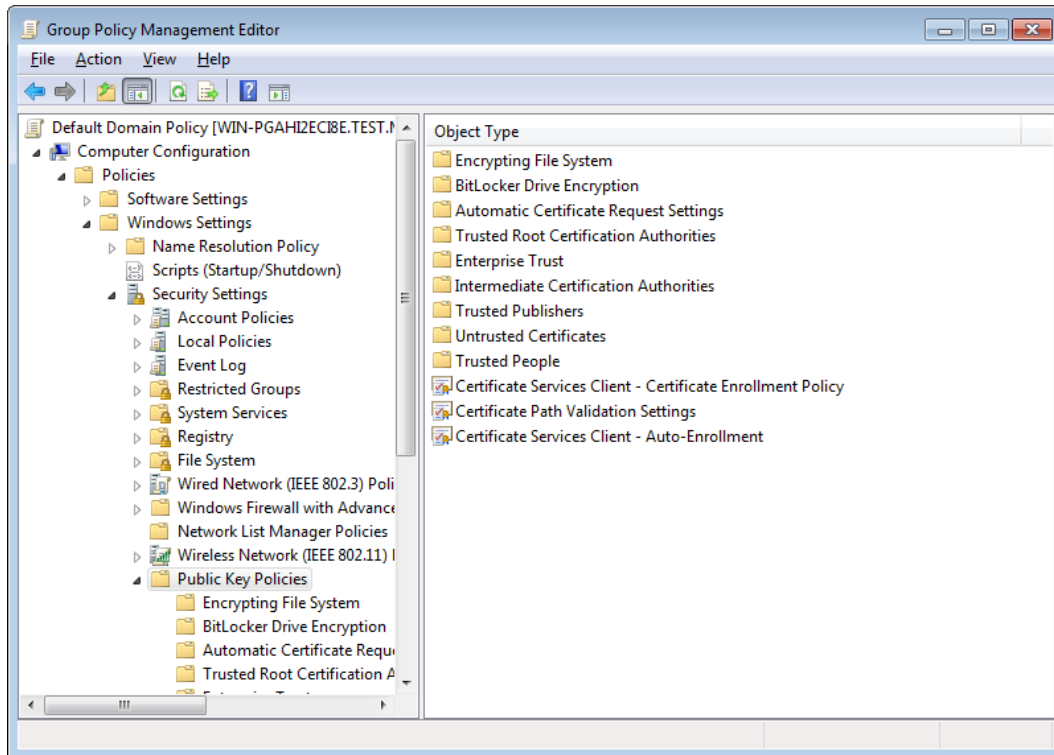 Group Policy Management Editor
File Action View Help
Default Domain Policy [WIN-PGAHI2ECI8E.TEST.
Computer Configuration
Policies
Software Settings
Windows Settings
Name Resolution Policy
Scripts (Startup/Shutdown)
Security Settings
Account Policies
Local Policies
Event Log
Restricted Groups
System Services
Registry
File System
Wired Network (IEEE 802.3) Poli
Windows Firewall with Advance
Network List Manager Policies
Wireless Network (IEEE 802.11)
Public Key Policies
Encrypting File System
BitLocker Drive Encryption
Automatic Certificate Reque
Trusted Root Certification A
Object Type
Encrypting File System
BitLocker Drive Encryption
Automatic Certificate Request Settings
Trusted Root Certification Authorities
Enterprise Trust
Intermediate Certification Authorities
Trusted Publishers
Untrusted Certificates
Trusted People
Certificate Services Client - Certificate Enrollment Policy
Certificate Path Validation Settings
Certificate Services Client - Auto-Enrollment